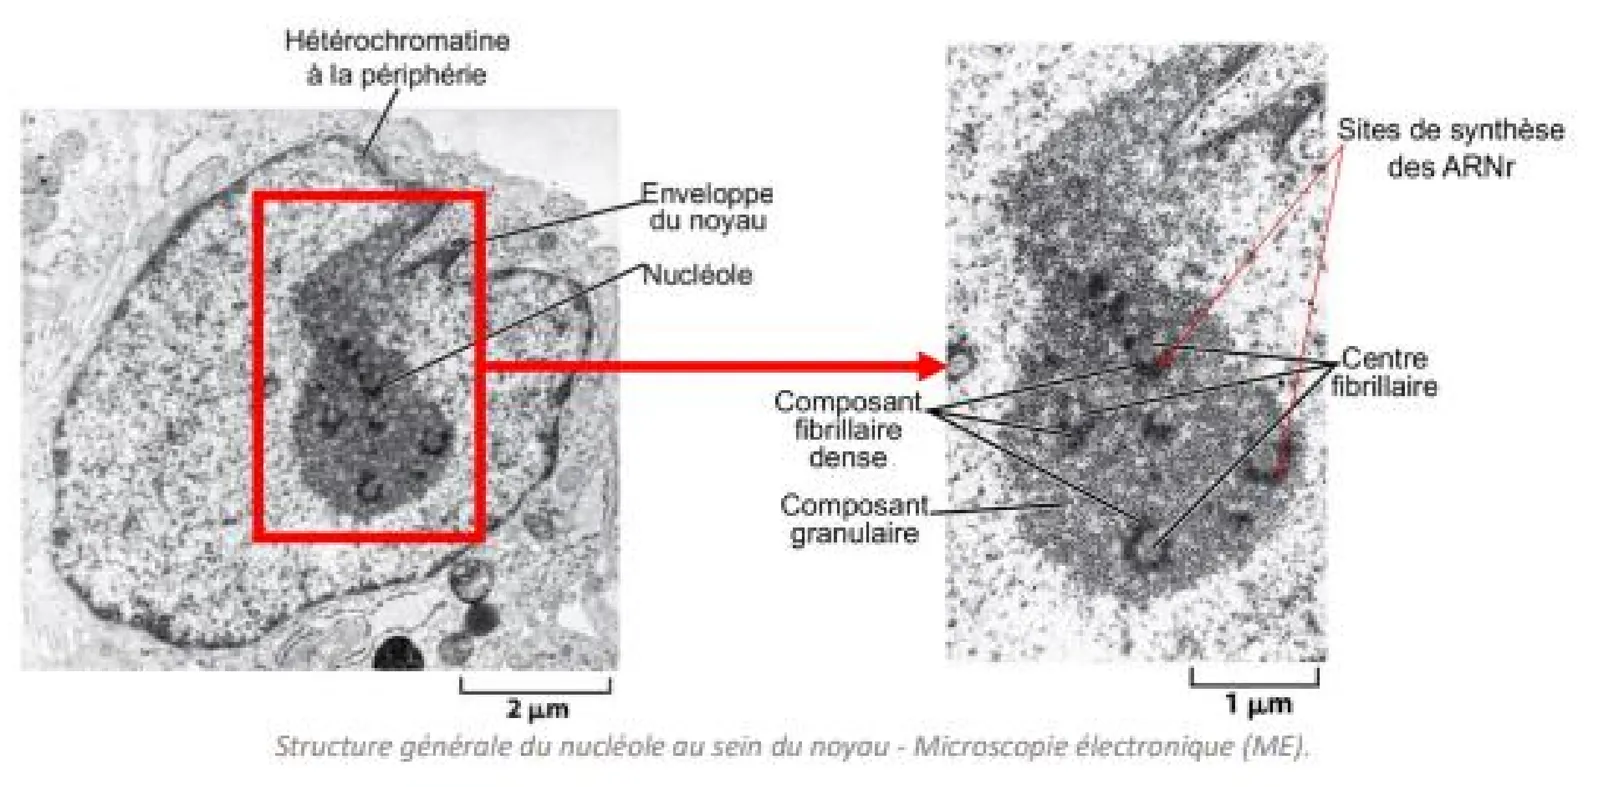 Hétérochromatine
à la périphérie
Enveloppe
du noyau
Nucléole
2 µm
Sites de synthèse
des ARNr
Centre
fibrillaire
Composant
fibrillaire
dense
Composant
granulaire
1 µm
Structure générale du nucléole au sein du noyau - Microscopie électronique (ME).